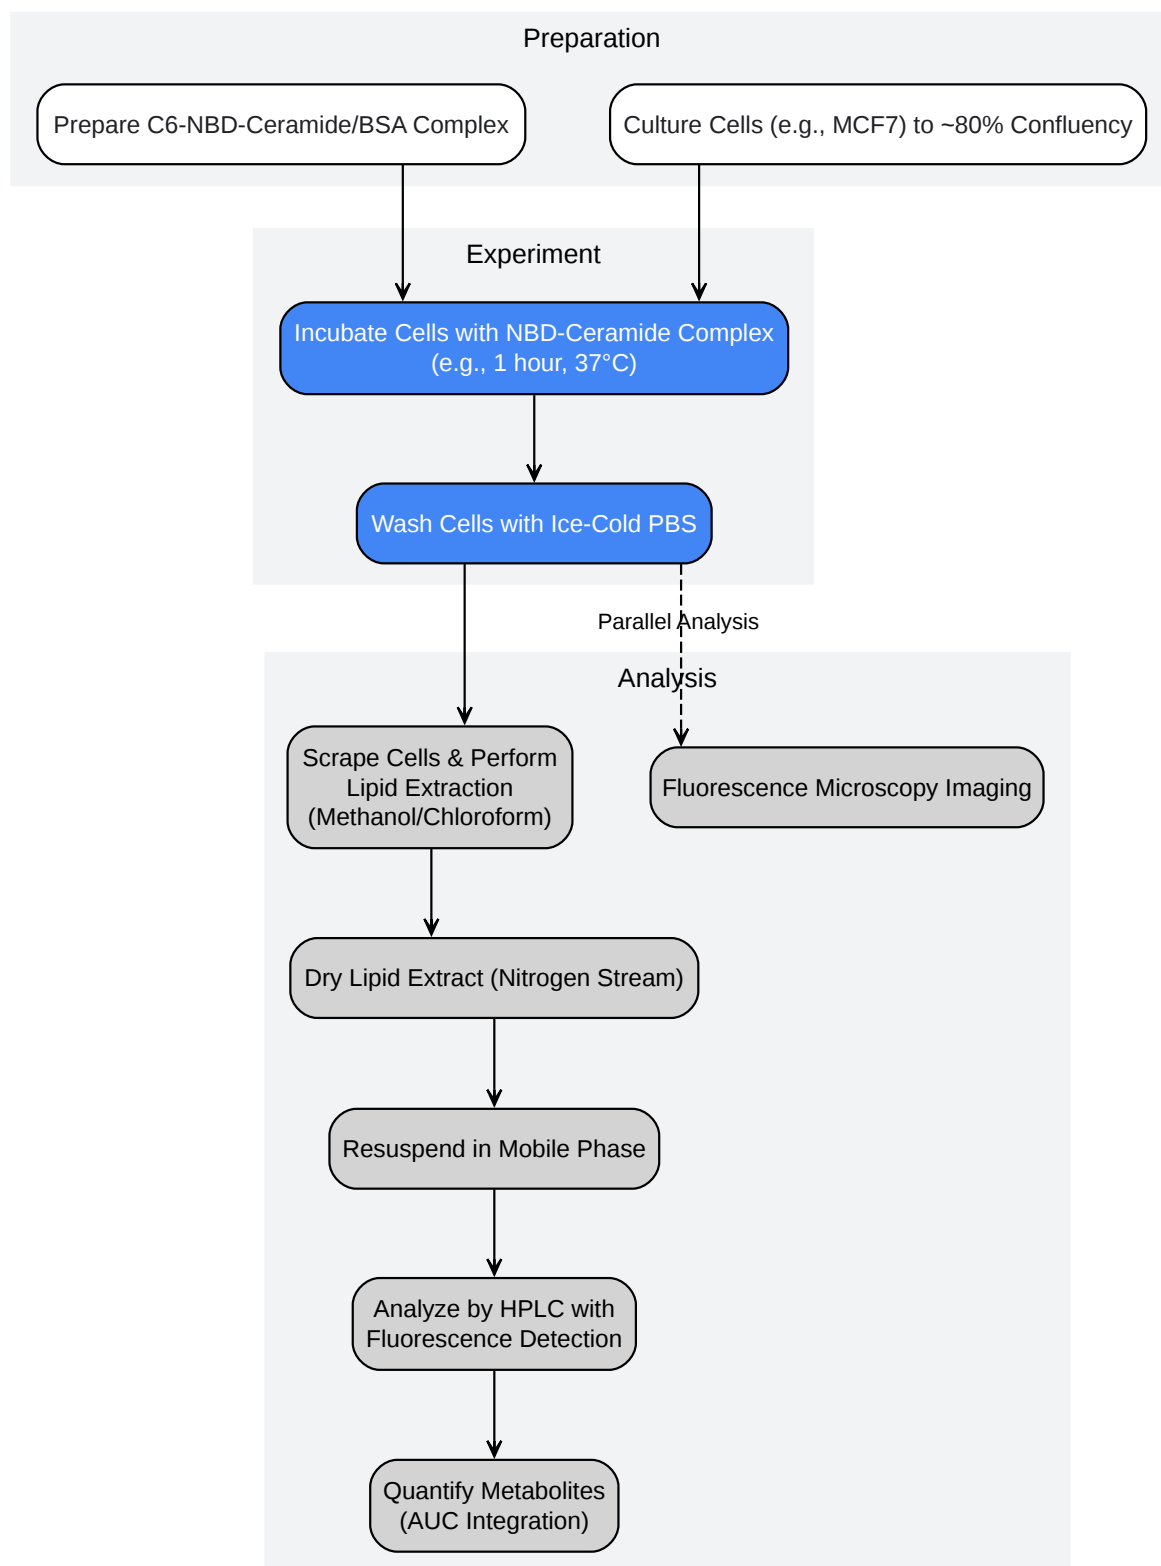 Preparation
Prepare C6-NBD-Ceramide/BSA Complex
Culture Cells (e.g., MCF7) to ~80% Confluency
Experiment
Incubate Cells with NBD-Ceramide Complex
(e.g., 1 hour, 37°C)
Wash Cells with Ice-Cold PBS
Parallel Analysis
Analysis
Scrape Cells & Perform
Lipid Extraction
(Methanol/Chloroform)
Fluorescence Microscopy Imaging
Dry Lipid Extract (Nitrogen Stream)
Resuspend in Mobile Phase
Analyze by HPLC with
Fluorescence Detection
Quantify Metabolites
(AUC Integration)